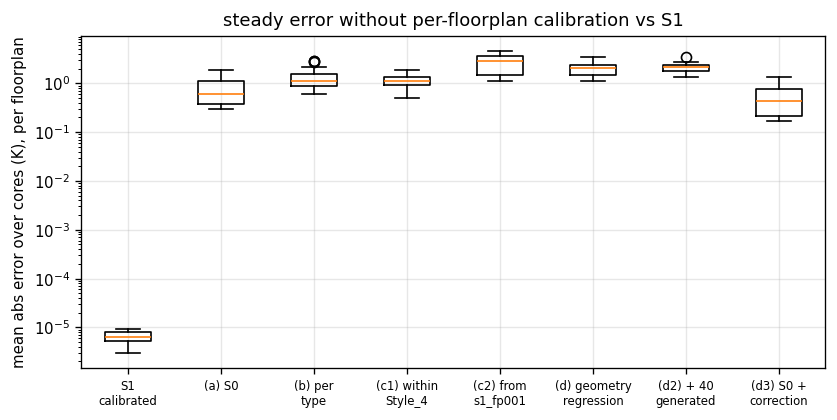 steady error without per-floorplan calibration vs S1
mean abs error over cores (K), per floorplan
10⁰
10⁻¹
10⁻²
10⁻³
10⁻⁴
10⁻⁵
S1
calibrated
(a) S0
(b) per
type
(c1) within
Style_4
(c2) from
s1_fp001
(d) geometry
regression
(d2) + 40
generated
(d3) S0 +
correction